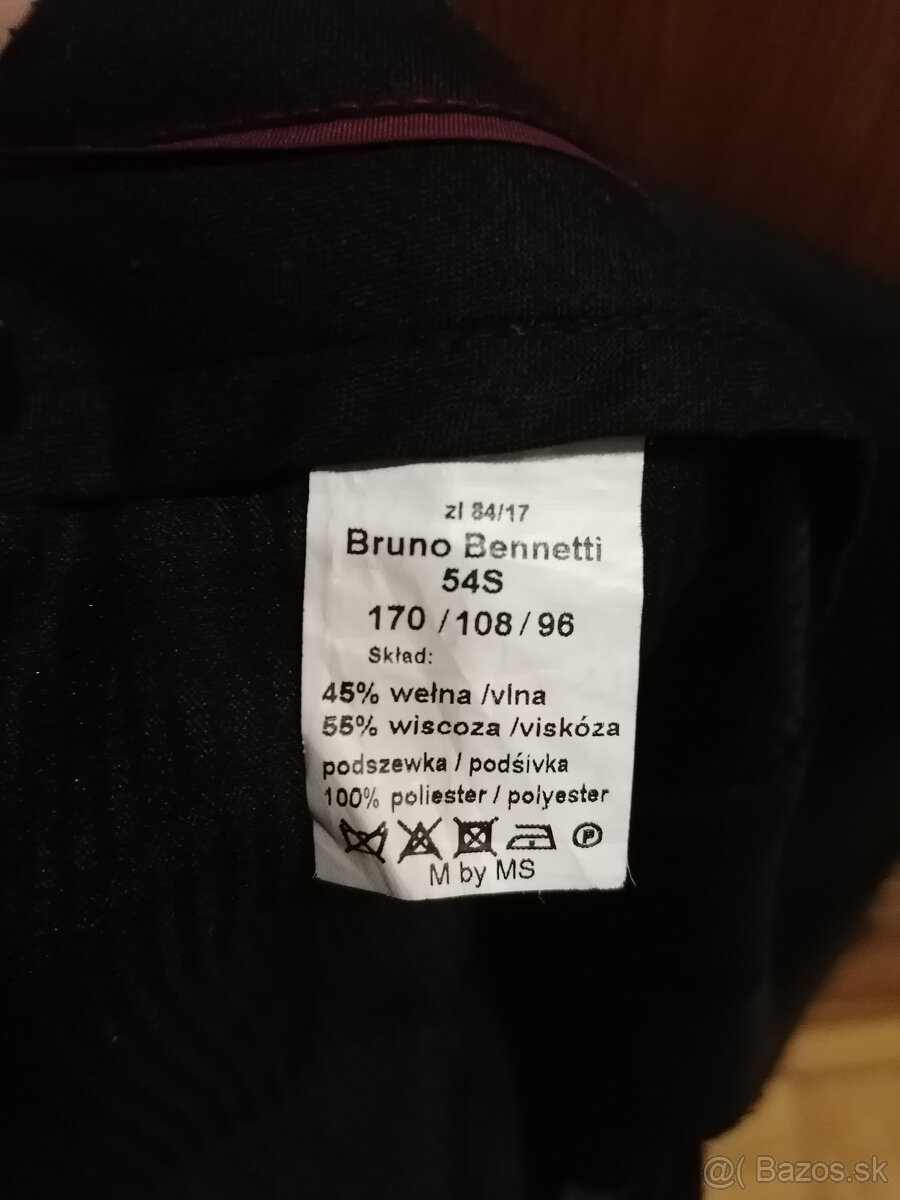 zl 84/17
Bruno Bennetti
54S
170 / 108 / 96
Skład:
45% wełna /vlna
55% wiscoza /viskóza
podszewka / podśivka
100% poliester / polyester
P
M by MS
@( Bazos.sk